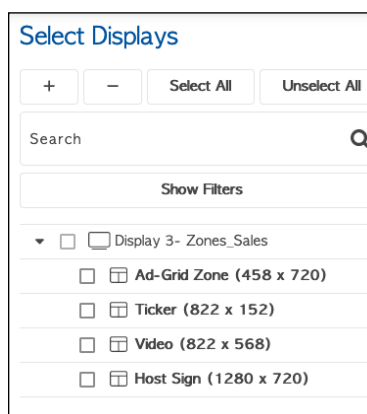 Select Displays
+ − Select All Unselect All
Search
Show Filters
Display 3- Zones_Sales
Ad-Grid Zone (458 x 720)
Ticker (822 x 152)
Video (822 x 568)
Host Sign (1280 x 720)